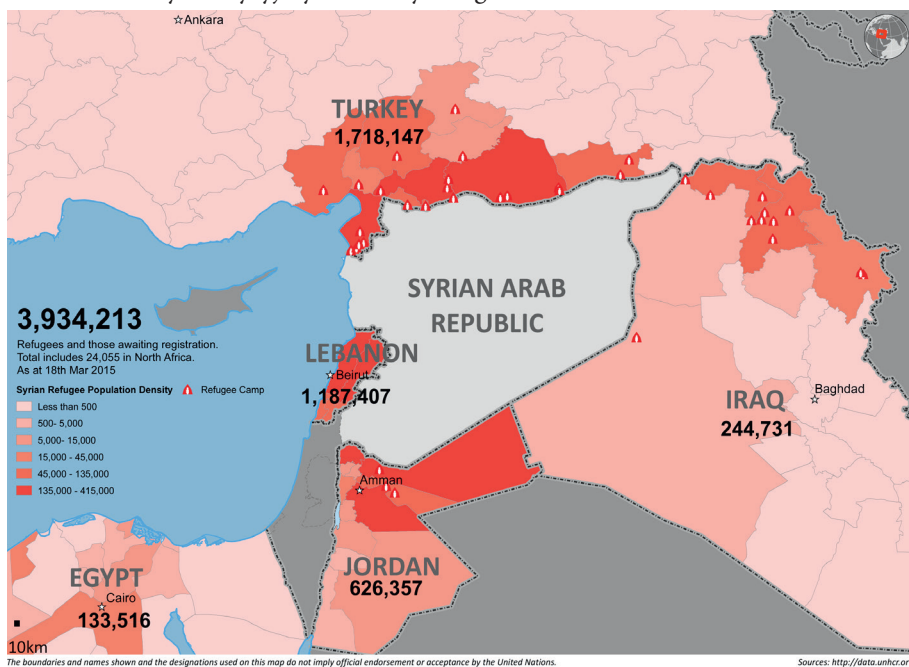 Ankara
TURKEY
1,718,147
SYRIAN ARAB
REPUBLIC
3,934,213
Refugees and those awaiting registration.
Total includes 24,055 in North Africa.
As at 18th Mar 2015
Syrian Refugee Population Density
Refugee Camp
Less than 500
500- 5,000
5,000- 15,000
15,000 - 45,000
45,000 - 135,000
135,000 - 415,000
LEBANON
Beirut
1,187,407
Baghdad
IRAQ
244,731
Amman
JORDAN
626,357
EGYPT
Cairo
133,516
10km
The boundaries and names shown and the designations used on this map do not imply official endorsement or acceptance by the United Nations.
Sources: http://data.unhcr.or